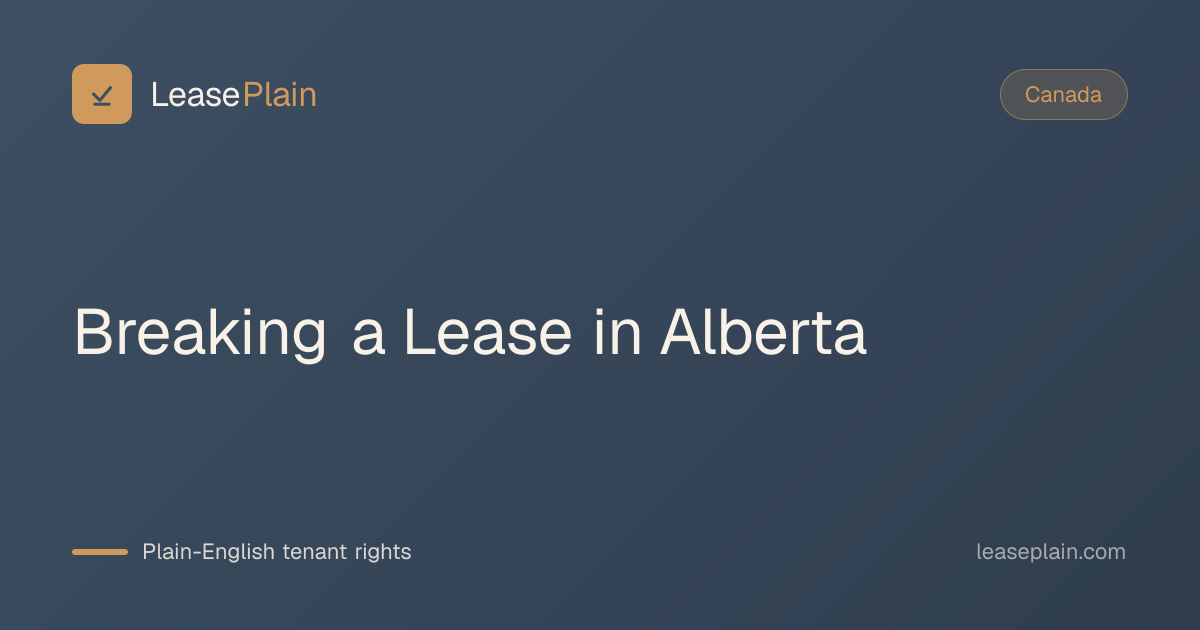 LeasePlain
Canada
Breaking a Lease in Alberta
Plain-English tenant rights
leaseplain.com